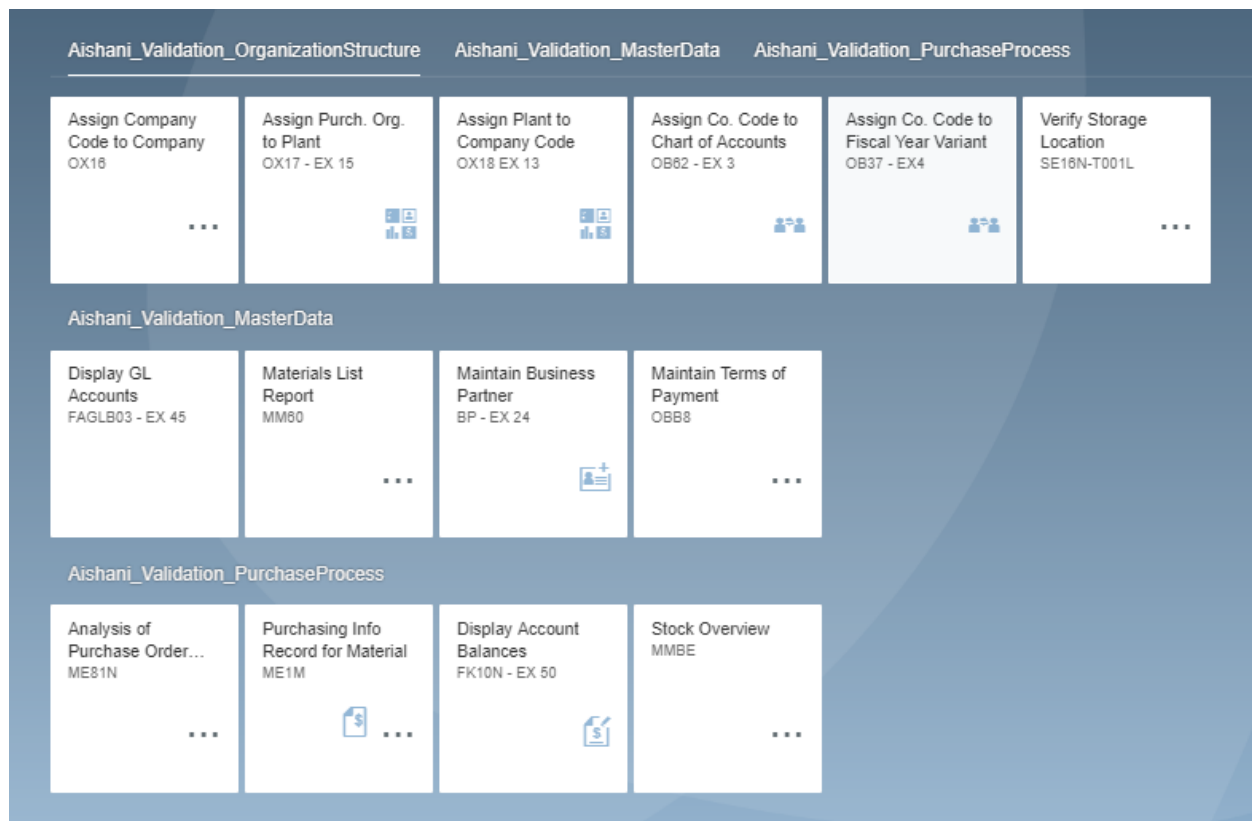 Aishani_Validation_OrganizationStructure Aishani_Validation_MasterData Aishani_Validation_PurchaseProcess
Assign Company
Code to Company
OX16
Assign Purch. Org.
to Plant
OX17 - EX 15
Assign Plant to
Company Code
OX18 EX 13
Assign Co. Code to
Chart of Accounts
OB62 - EX 3
Assign Co. Code to
Fiscal Year Variant
OB37 - EX4
Verify Storage
Location
SE16N-T001L
Aishani_Validation_MasterData
Display GL
Accounts
FAGLB03 - EX 45
Materials List
Report
MM60
Maintain Business
Partner
BP - EX 24
Maintain Terms of
Payment
OBB8
Aishani_Validation_PurchaseProcess
Analysis of
Purchase Order...
ME81N
Purchasing Info
Record for Material
ME1M
Display Account
Balances
FK10N - EX 50
Stock Overview
MMBE